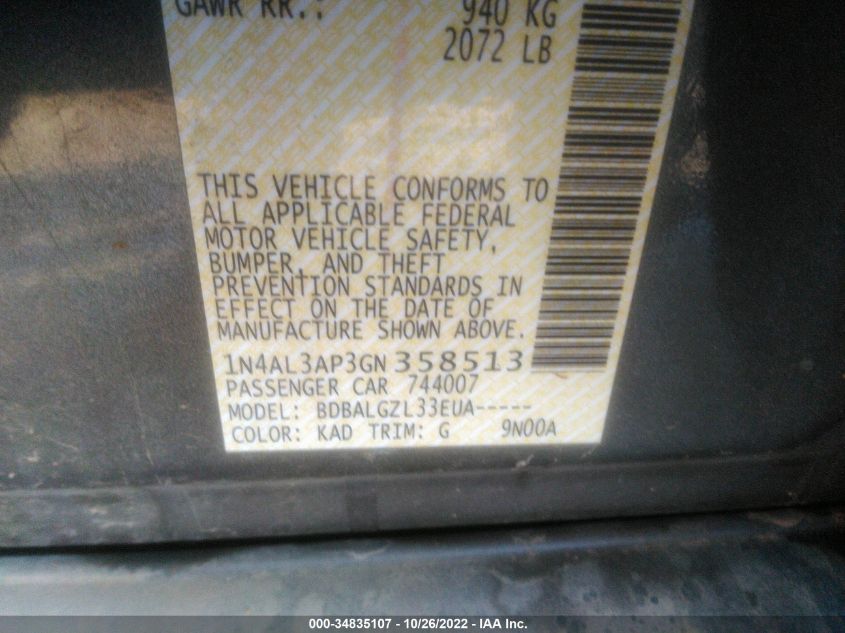 GAWR RR.: 940 KG
2072 LB
THIS VEHICLE CONFORMS TO
ALL APPLICABLE FEDERAL
MOTOR VEHICLE SAFETY,
BUMPER, AND THEFT
PREVENTION STANDARDS IN
EFFECT ON THE DATE OF
MANUFACTURE SHOWN ABOVE.
1N4AL3AP3GN358513
PASSENGER CAR 744007
MODEL: BDBALGZL33EUA-----
COLOR: KAD TRIM: G 9N00A
000-34835107 - 10/26/2022 - IAA Inc.